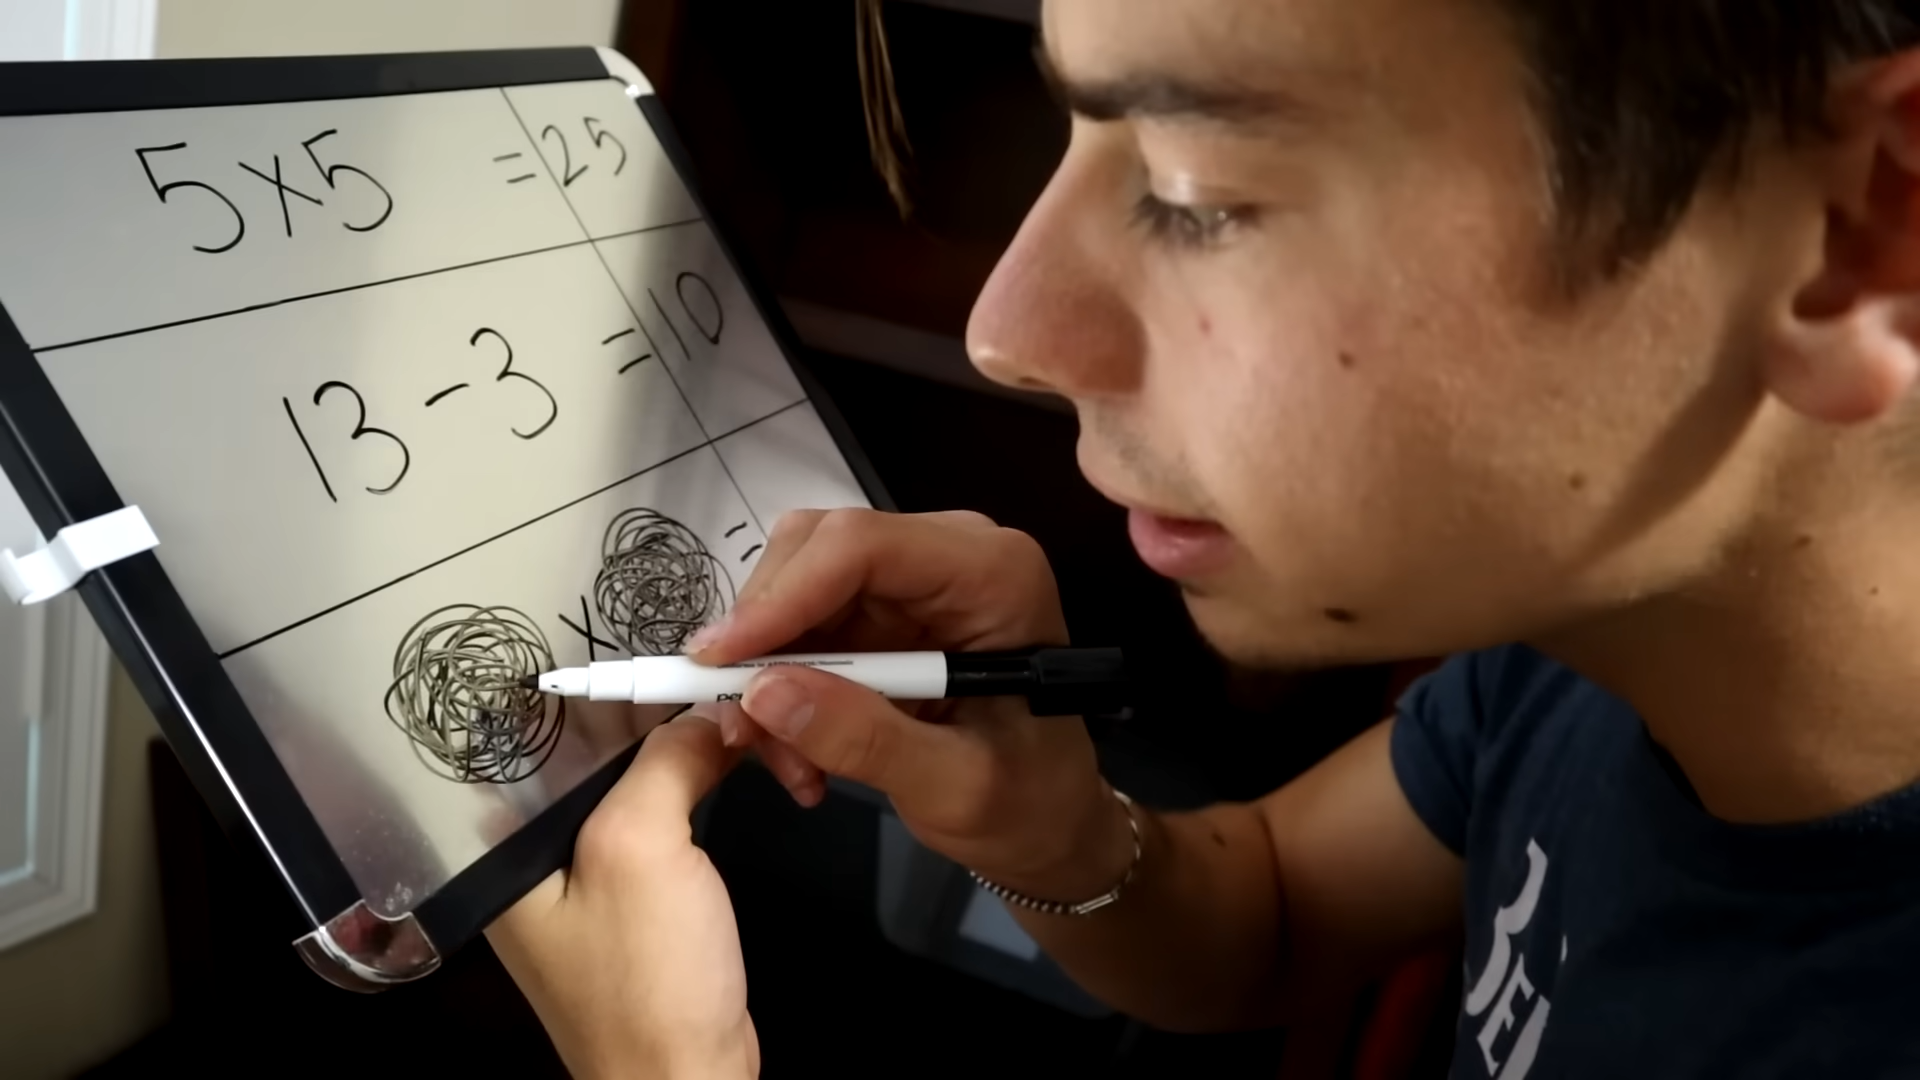 5x5 = 25
13-3 = 10
x =